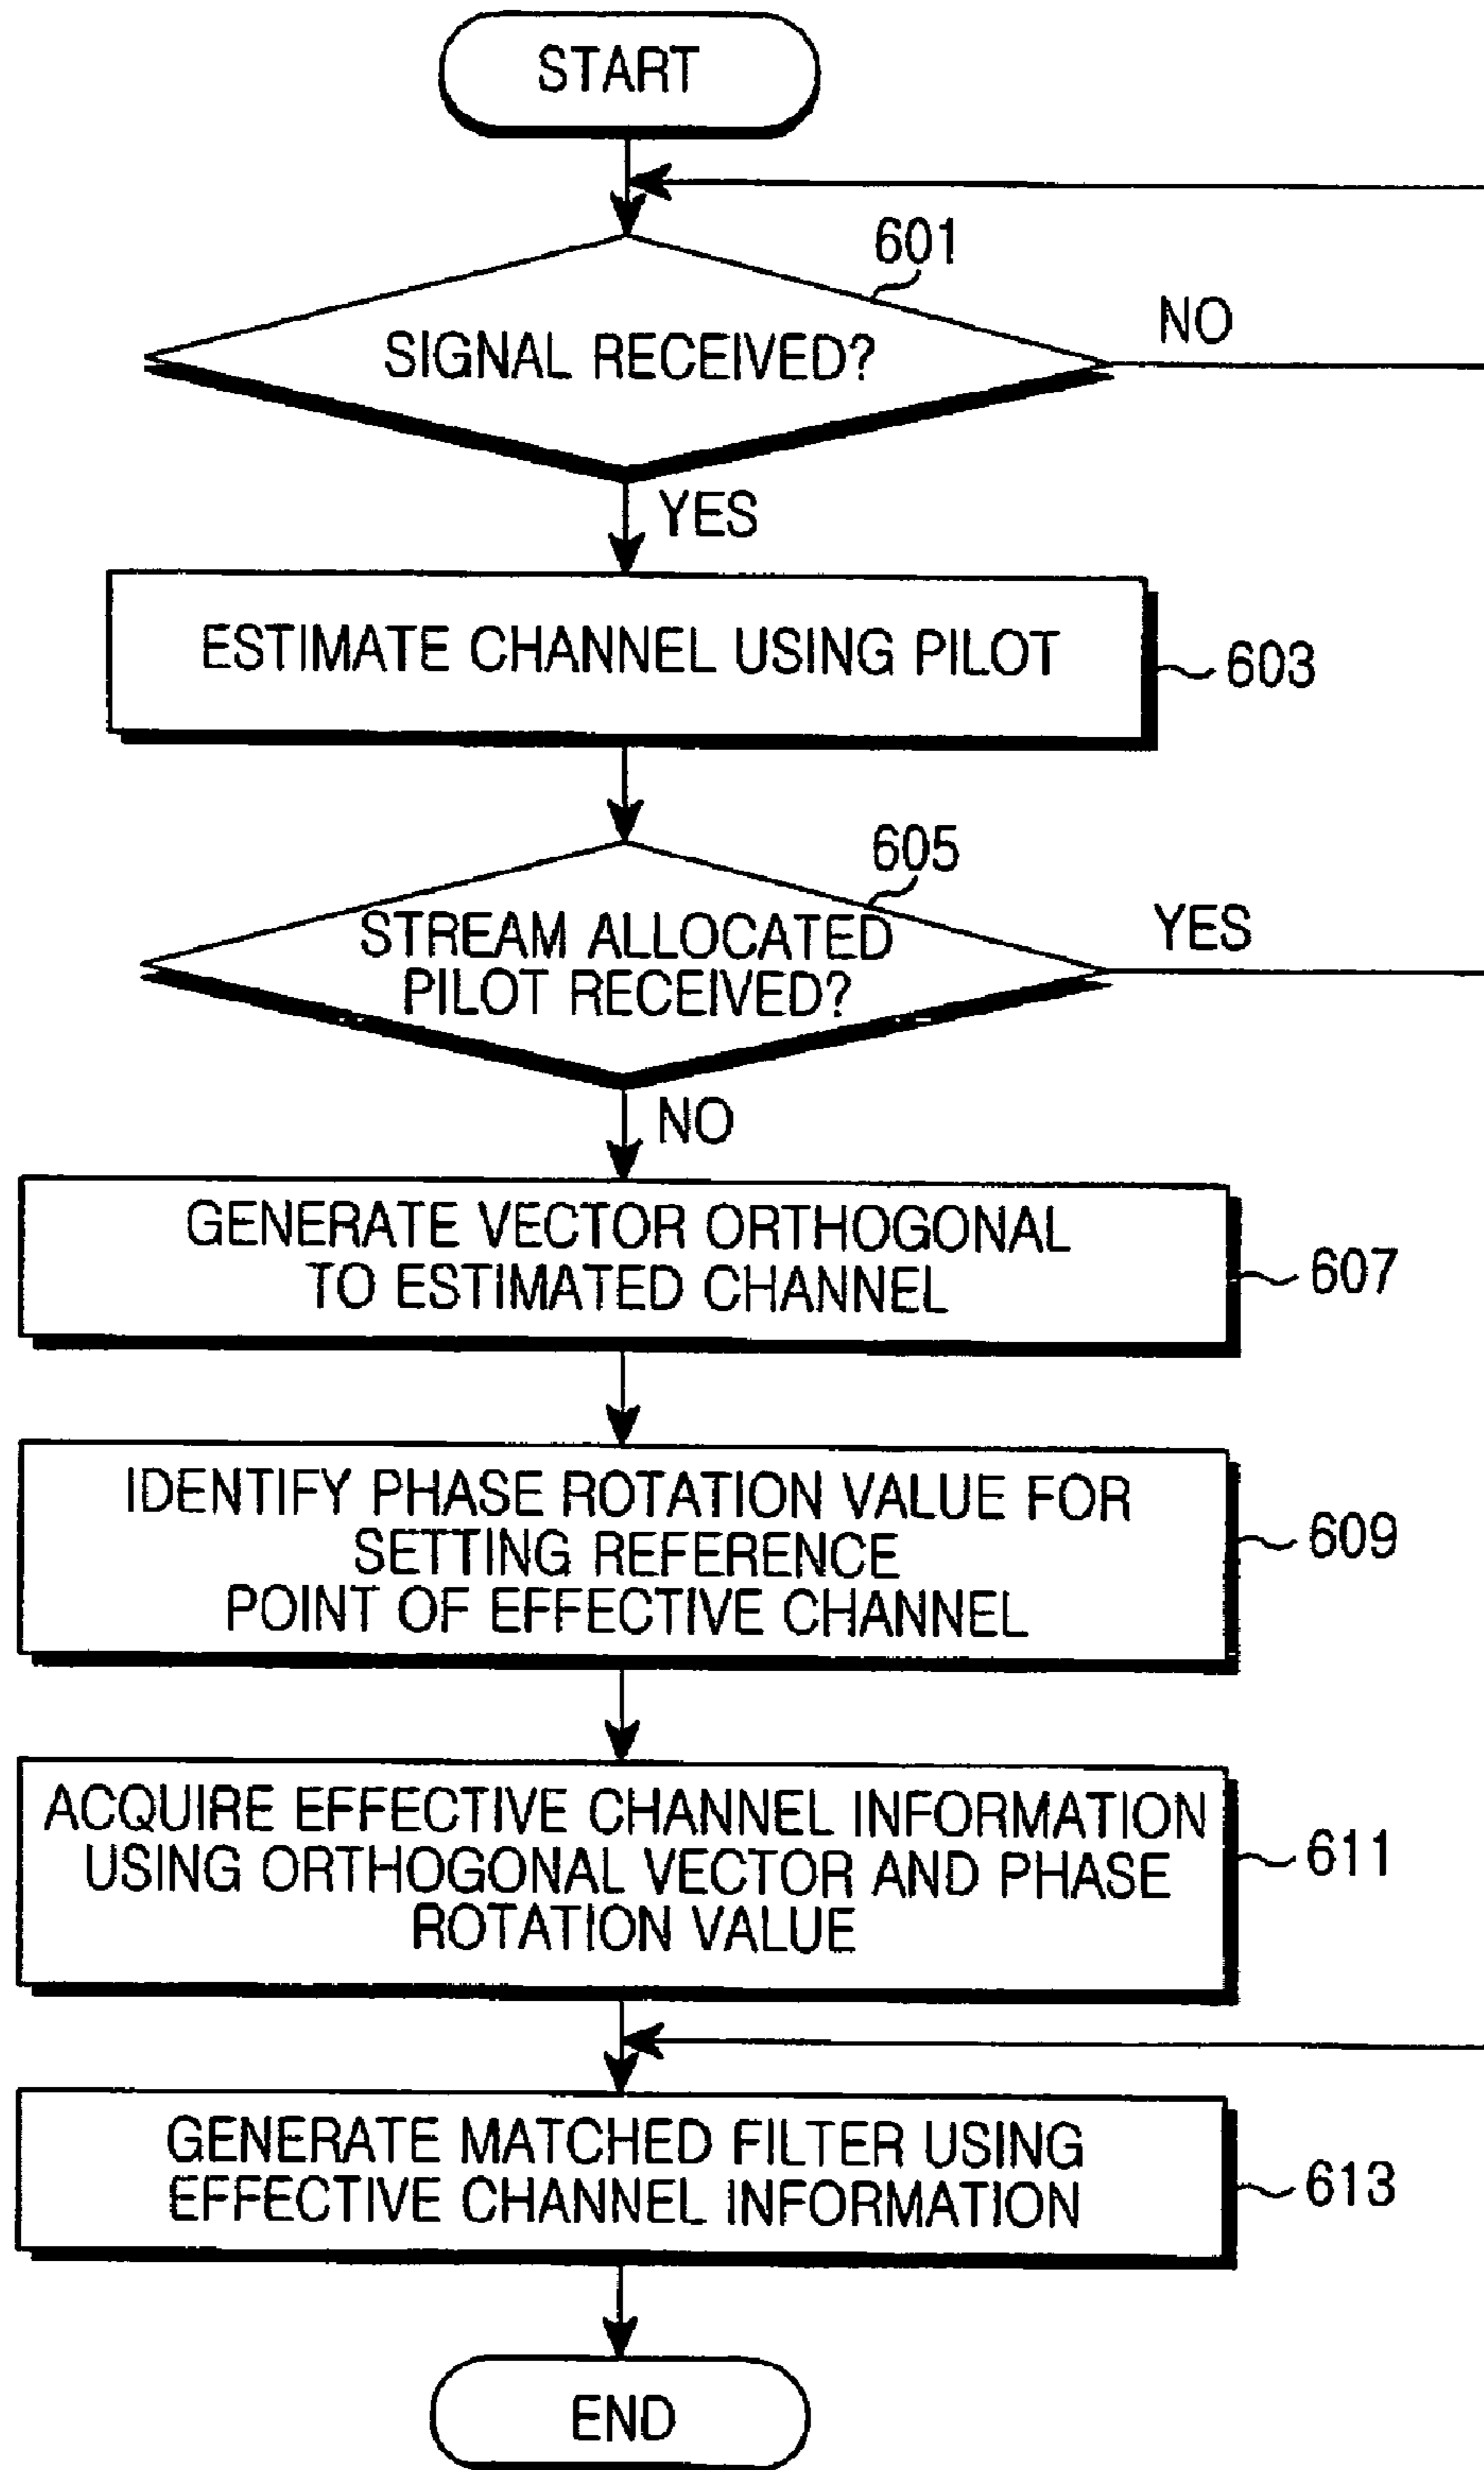 START
601
SIGNAL RECEIVED?
NO
YES
ESTIMATE CHANNEL USING PILOT
603
605
STREAM ALLOCATED
PILOT RECEIVED?
YES
NO
GENERATE VECTOR ORTHOGONAL
TO ESTIMATED CHANNEL
607
IDENTIFY PHASE ROTATION VALUE FOR
SETTING REFERENCE
POINT OF EFFECTIVE CHANNEL
609
ACQUIRE EFFECTIVE CHANNEL INFORMATION
USING ORTHOGONAL VECTOR AND PHASE
ROTATION VALUE
611
GENERATE MATCHED FILTER USING
EFFECTIVE CHANNEL INFORMATION
613
END